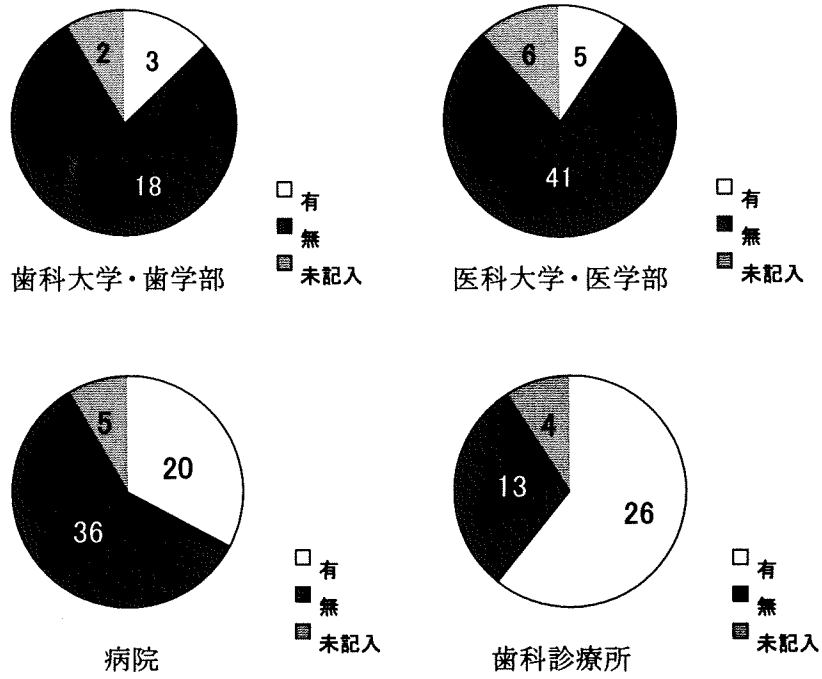 2
3
18
有
無
未記入
歯科大学・歯学部
6
5
41
有
無
未記入
医科大学・医学部
5
20
36
有
無
未記入
病院
4
13
26
有
無
未記入
歯科診療所